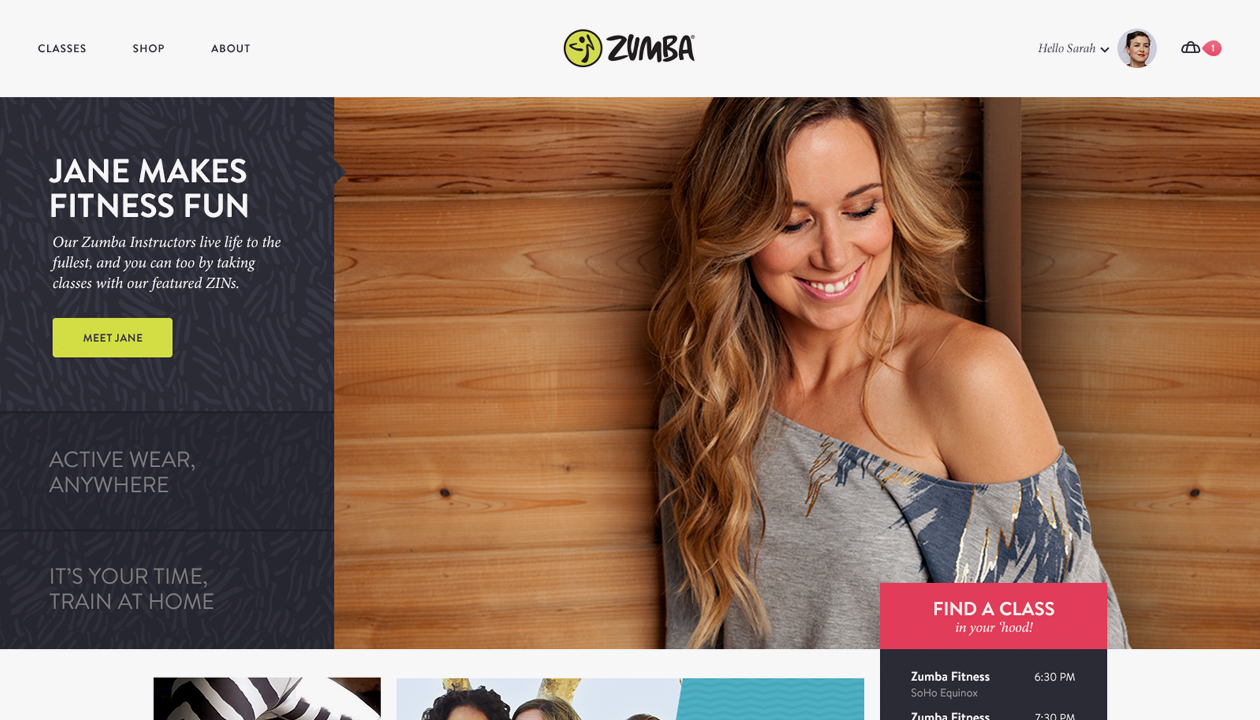 CLASSES
SHOP
ABOUT
ZUMBA®
Hello Sarah
1
JANE MAKES
FITNESS FUN
Our Zumba Instructors live life to the
fullest, and you can too by taking
classes with our featured ZINs.
MEET JANE
ACTIVE WEAR,
ANYWHERE
IT'S YOUR TIME,
TRAIN AT HOME
FIND A CLASS
in your ‘hood!
Zumba Fitness 6:30 PM
SoHo Equinox
Zumba Fitness 7:30 PM